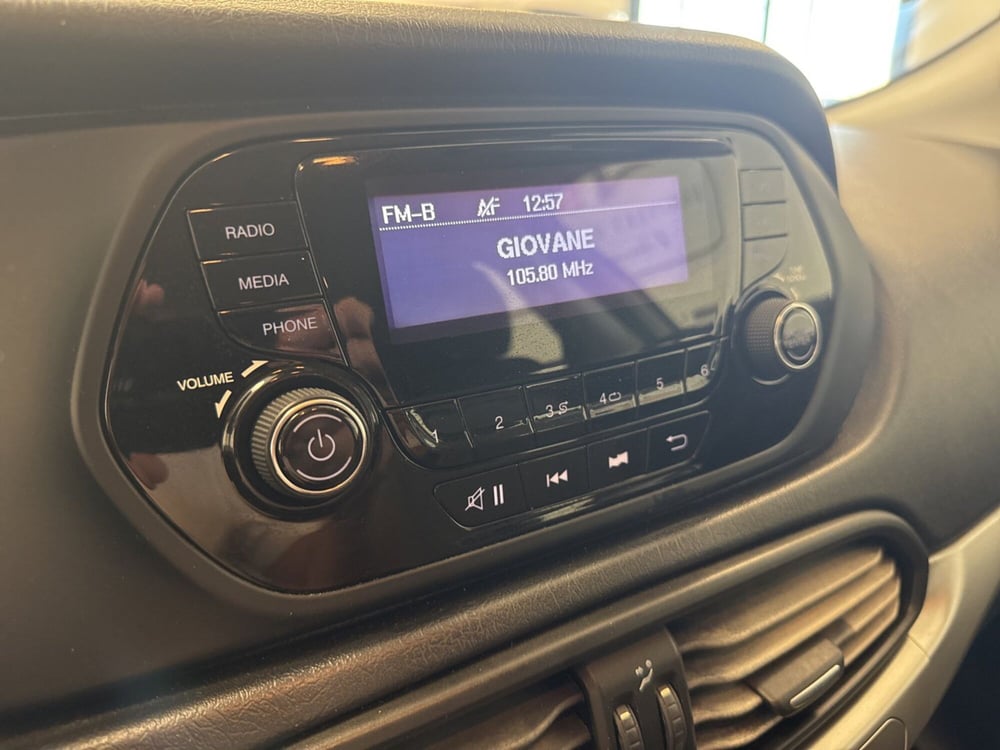 FM-B AF 12:57
GIOVANE
105.80 MHz
RADIO
MEDIA
PHONE
VOLUME
1 2 3 4 5 6